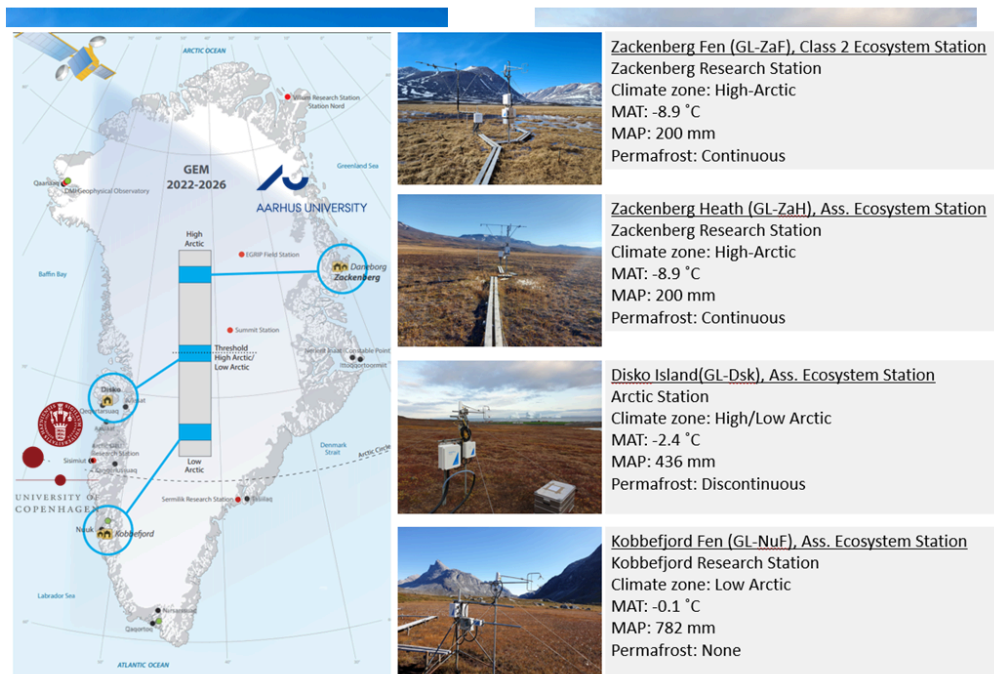 ARCTIC OCEAN
Villum Research Station
Station Nord
GEM
2022-2026
Greenland Sea
AARHUS UNIVERSITY
Qaanaaq
DMI Geophysical Observatory
High
Arctic
EGRIP Field Station
Daneborg
Zackenberg
Baffin Bay
Summit Station
Threshold
High Arctic/
Low Arctic
Ittoqqortoormiit
Disko
Denmark
Strait
Arctic Circle
Sisimiut
Research Station
Low
Arctic
UNIVERSITY OF
COPENHAGEN
Sermilik Research Station
Tasiilaq
Nuuk
Kobbefjord
Labrador Sea
Narsarsuaq
Qaqortoq
ATLANTIC OCEAN
Zackenberg Fen (GL-ZaF), Class 2 Ecosystem Station
Zackenberg Research Station
Climate zone: High-Arctic
MAT: -8.9 ˚C
MAP: 200 mm
Permafrost: Continuous
Zackenberg Heath (GL-ZaH), Ass. Ecosystem Station
Zackenberg Research Station
Climate zone: High-Arctic
MAT: -8.9 ˚C
MAP: 200 mm
Permafrost: Continuous
Disko Island(GL-Dsk), Ass. Ecosystem Station
Arctic Station
Climate zone: High/Low Arctic
MAT: -2.4 ˚C
MAP: 436 mm
Permafrost: Discontinuous
Kobbefjord Fen (GL-NuF), Ass. Ecosystem Station
Kobbefjord Research Station
Climate zone: Low Arctic
MAT: -0.1 ˚C
MAP: 782 mm
Permafrost: None